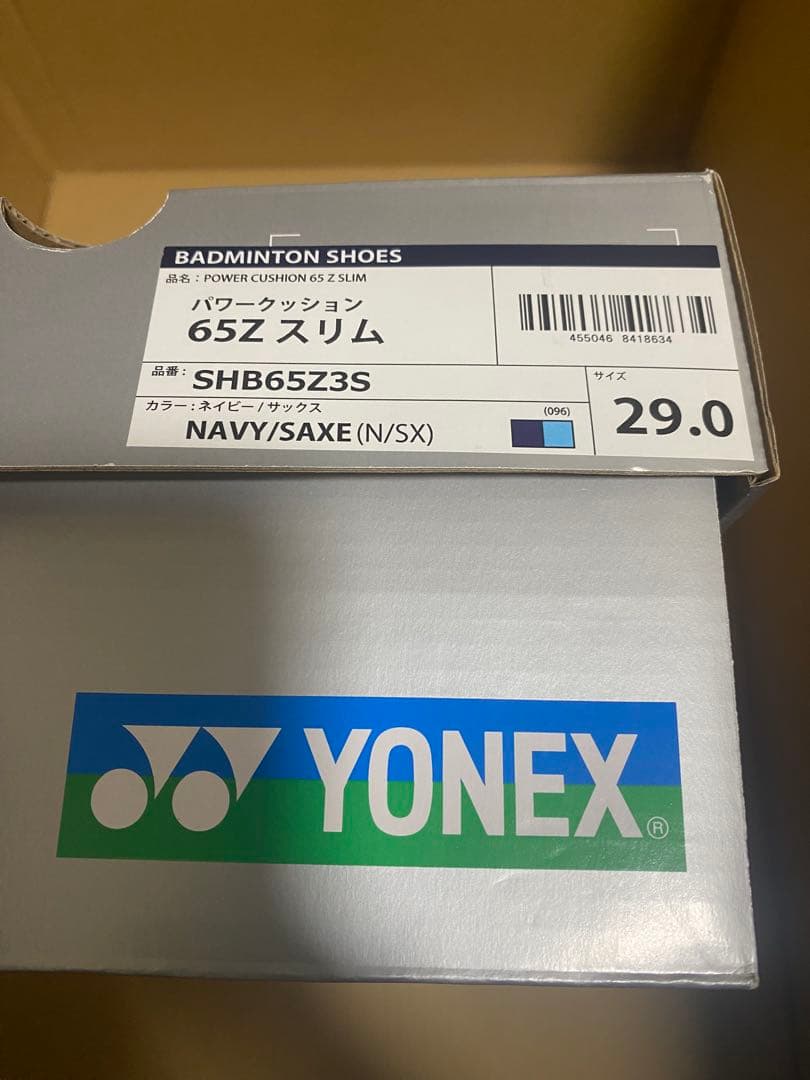 BADMINTON SHOES
品名：POWER CUSHION 65 Z SLIM
パワークッション
65Z スリム
455046 8418634
品番：SHB65Z3S
サイズ
29.0
カラー：ネイビー/サックス
NAVY/SAXE (N/SX)
(096)
YONEX®